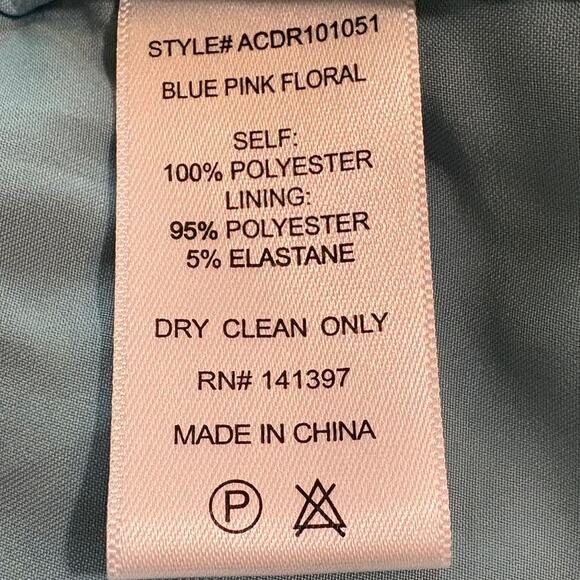 STYLE# ACDR101051
BLUE PINK FLORAL
SELF:
100% POLYESTER
LINING:
95% POLYESTER
5% ELASTANE
DRY CLEAN ONLY
RN# 141397
MADE IN CHINA
P